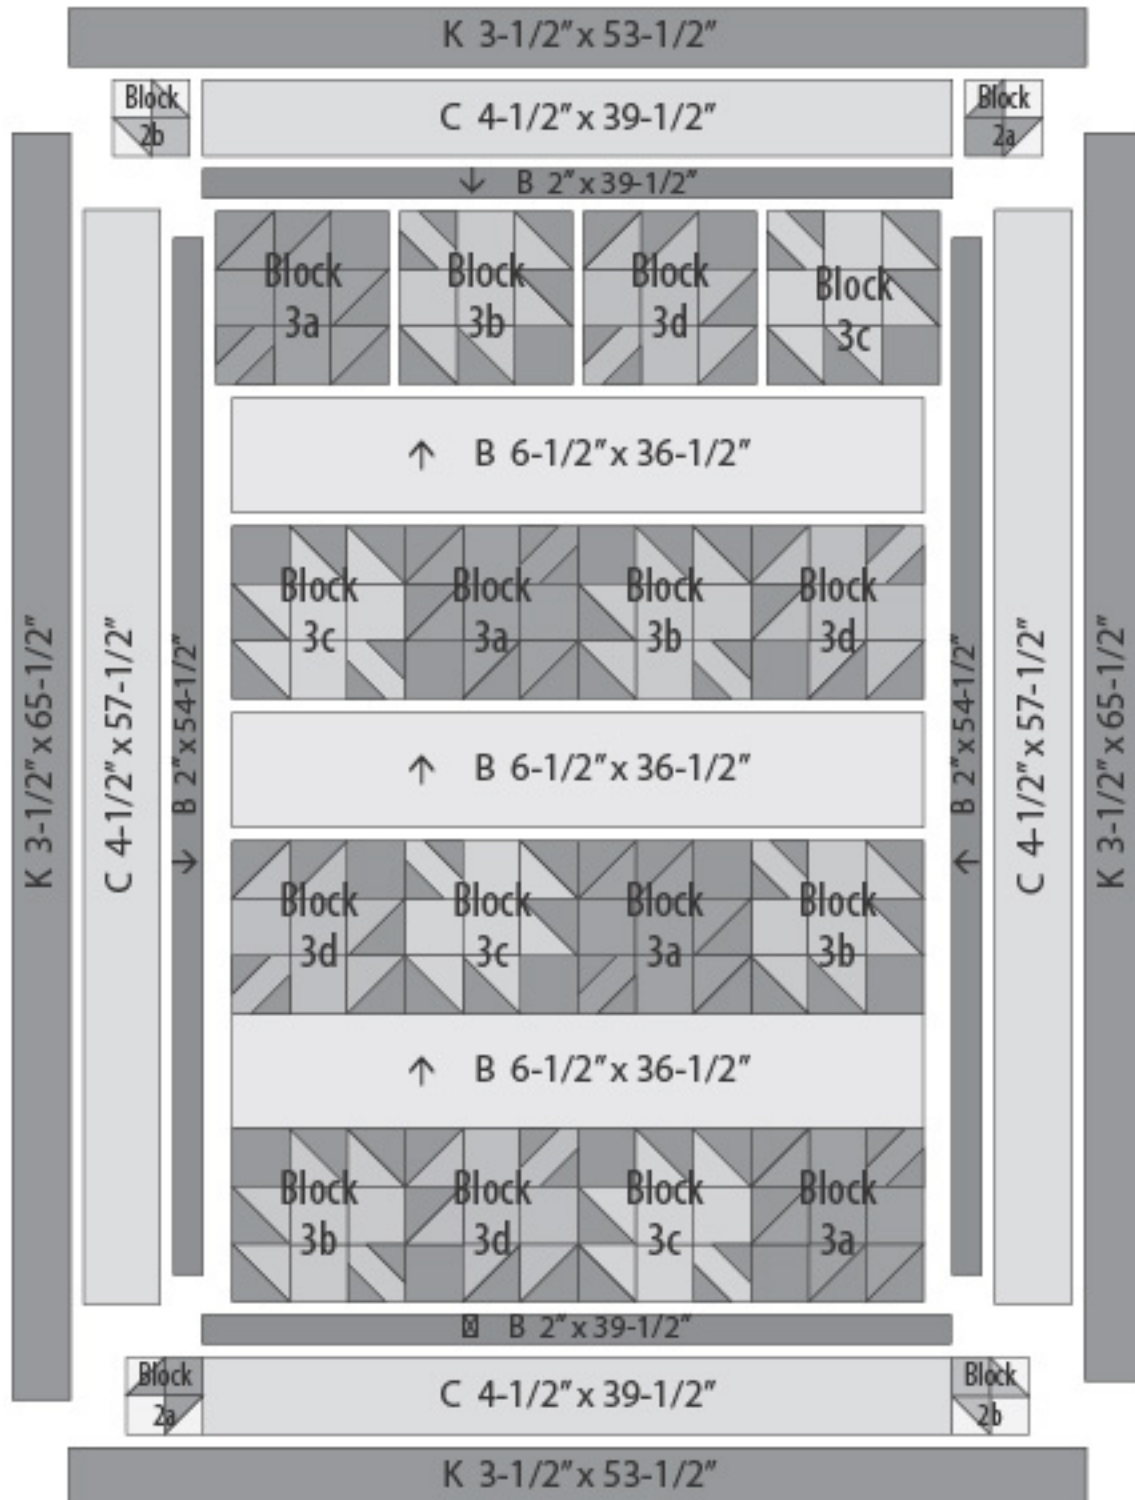 K 3-1/2" x 53-1/2"
Block
2b
C 4-1/2" x 39-1/2"
Block
2a
↓ B 2" x 39-1/2"
Block
3a
Block
3b
Block
3d
Block
3c
↑ B 6-1/2" x 36-1/2"
Block
3c
Block
3a
Block
3b
Block
3d
K 3-1/2" x 65-1/2"
C 4-1/2" x 57-1/2"
↓ B 2" x 54-1/2"
↑ B 6-1/2" x 36-1/2"
↑ B 2" x 54-1/2"
C 4-1/2" x 57-1/2"
K 3-1/2" x 65-1/2"
Block
3d
Block
3c
Block
3a
Block
3b
↑ B 6-1/2" x 36-1/2"
Block
3b
Block
3d
Block
3c
Block
3a
☒ B 2" x 39-1/2"
Block
2a
C 4-1/2" x 39-1/2"
Block
2b
K 3-1/2" x 53-1/2"